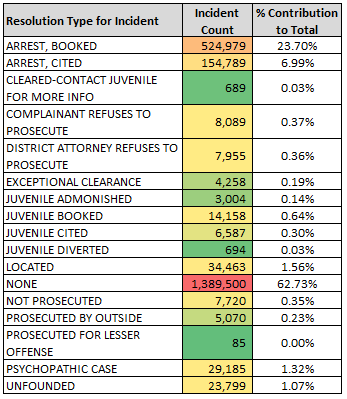 Resolution Type for Incident Incident Count % Contribution to Total
ARREST, BOOKED 524,979 23.70%
ARREST, CITED 154,789 6.99%
CLEARED-CONTACT JUVENILE
FOR MORE INFO 689 0.03%
COMPLAINANT REFUSES TO
PROSECUTE 8,089 0.37%
DISTRICT ATTORNEY REFUSES TO
PROSECUTE 7,955 0.36%
EXCEPTIONAL CLEARANCE 4,258 0.19%
JUVENILE ADMONISHED 3,004 0.14%
JUVENILE BOOKED 14,158 0.64%
JUVENILE CITED 6,587 0.30%
JUVENILE DIVERTED 694 0.03%
LOCATED 34,463 1.56%
NONE 1,389,500 62.73%
NOT PROSECUTED 7,720 0.35%
PROSECUTED BY OUTSIDE 5,070 0.23%
PROSECUTED FOR LESSER
OFFENSE 85 0.00%
PSYCHOPATHIC CASE 29,185 1.32%
UNFOUNDED 23,799 1.07%